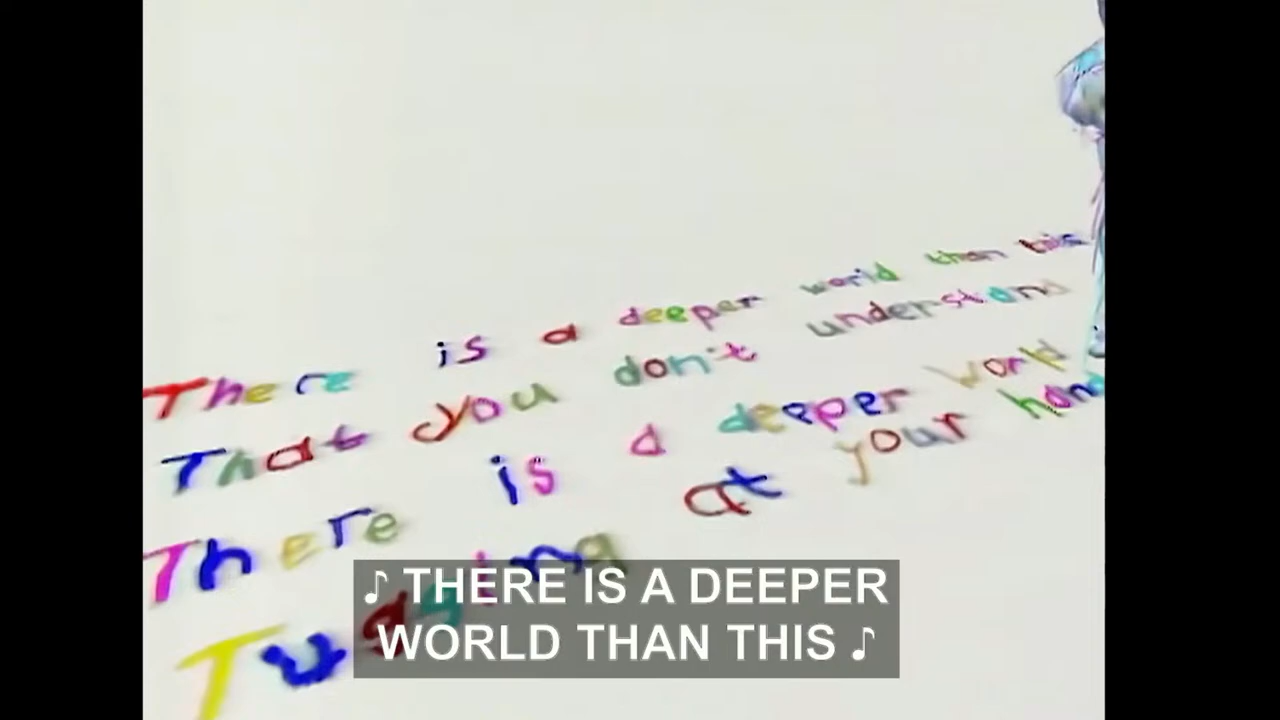 There is a deeper world than this
That you don't understand
There is a deeper world
Tugging at your hand
♪ THERE IS A DEEPER
WORLD THAN THIS ♪